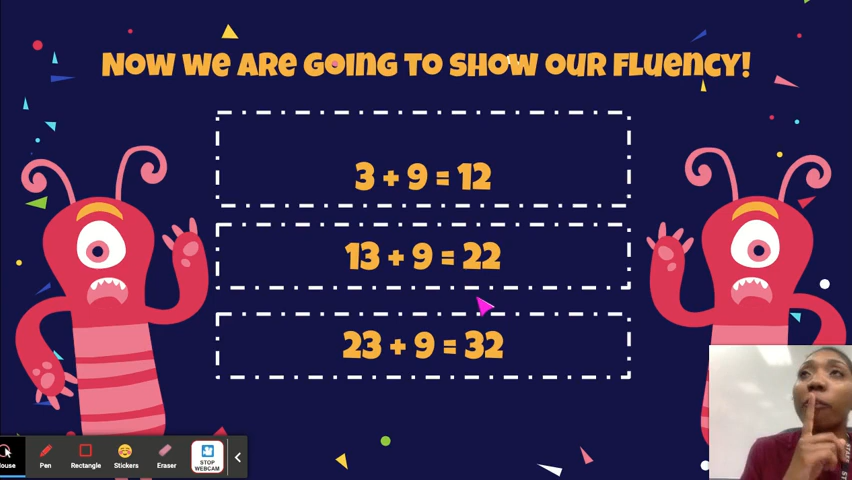 Now we are going to show our fluency!
3 + 9 = 12
13 + 9 = 22
23 + 9 = 32
Pen
Rectangle
Stickers
Eraser
STOP
WEBCAM